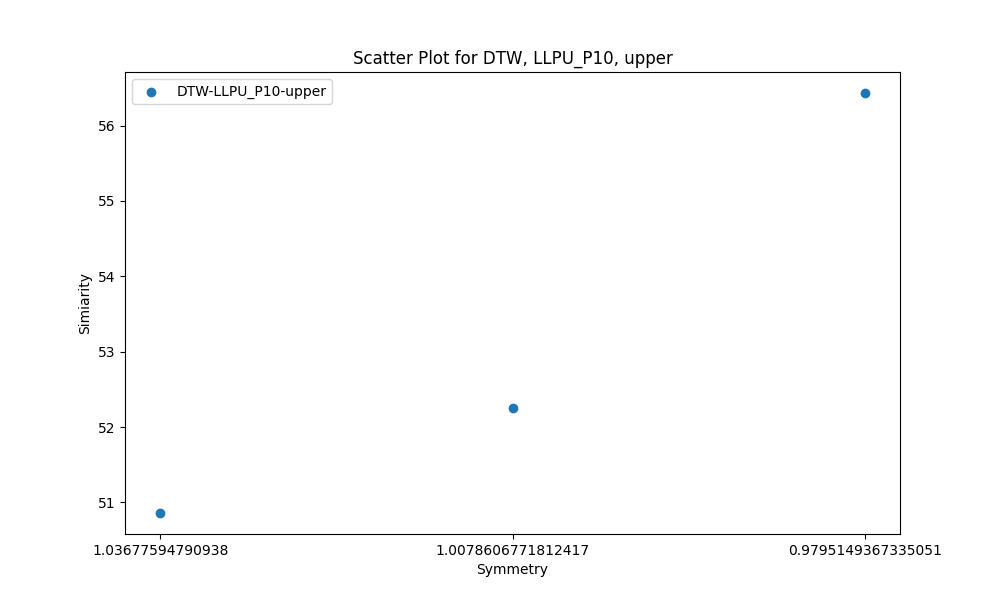 Scatter Plot for DTW, LLPU_P10, upper
DTW-LLPU_P10-upper
56
55
54
53
52
51
Simiarity
1.03677594790938
1.0078606771812417
0.9795149367335051
Symmetry